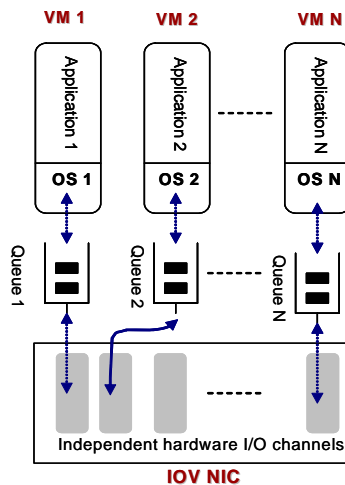 VM 1
VM 2
VM N
Application 1
Application 2
Application N
OS 1
OS 2
OS N
Queue 1
Queue 2
Queue N
Independent hardware I/O channels
IOV NIC